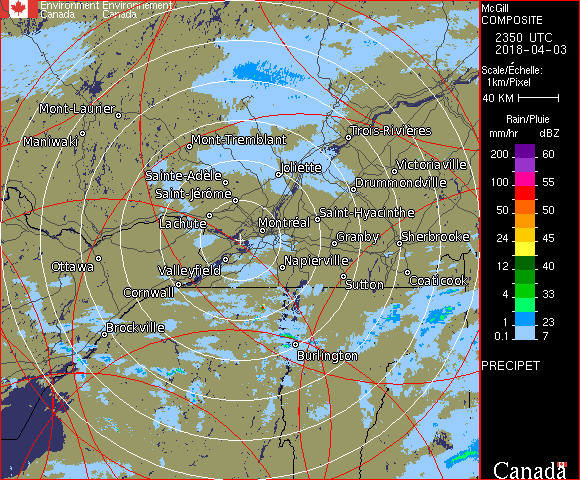 Environment Environnement
Canada Canada
McGill
COMPOSITE
2350 UTC
2018-04-03
Scale/Échelle:
1km/Pixel
40 KM
Rain/Pluie
mm/hr dBZ
200 60
100 55
50 50
24 45
12 40
4 33
1 23
0.1 7
PRECIPET
Canada
Mont-Laurier
Maniwaki
Mont-Tremblant
Trois-Rivières
Joliette
Victoriaville
Sainte-Adèle
Drummondville
Saint-Jérôme
Saint-Hyacinthe
Lachute
Montréal
Granby
Sherbrooke
Ottawa
Valleyfield
Napierville
Sutton
Coaticook
Cornwall
Brockville
Burlington